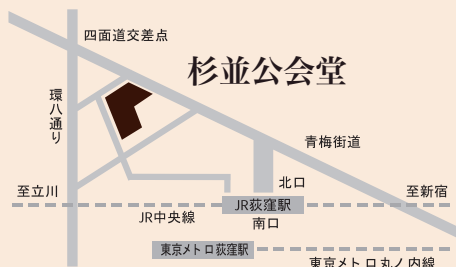 四面道交差点
杉並公会堂
環八通り
青梅街道
北口
至立川
至新宿
JR荻窪駅
JR中央線
南口
東京メトロ荻窪駅
東京メトロ丸ノ内線